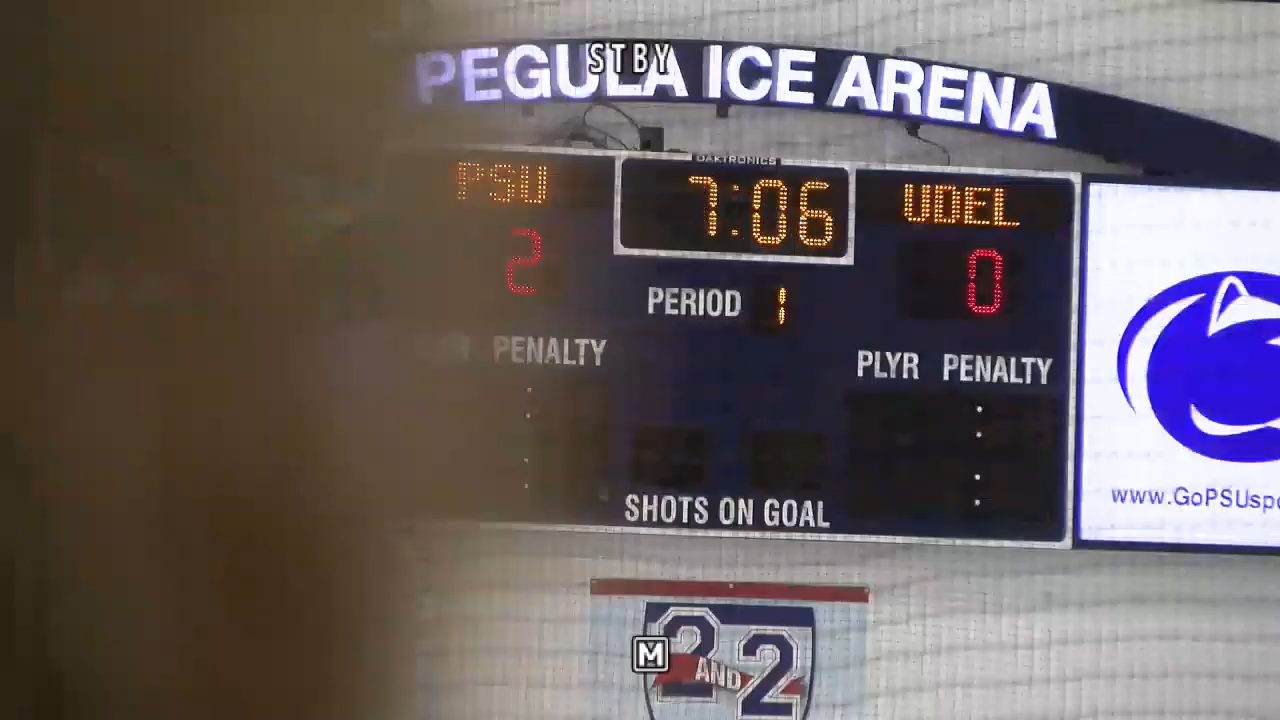 STBY
PEGULA ICE ARENA
DAKTRONICS
PSU 7:06 UDEL
2 0
PERIOD 1
PENALTY PLYR PENALTY
SHOTS ON GOAL
www.GoPSUspo
2 AND 2
M